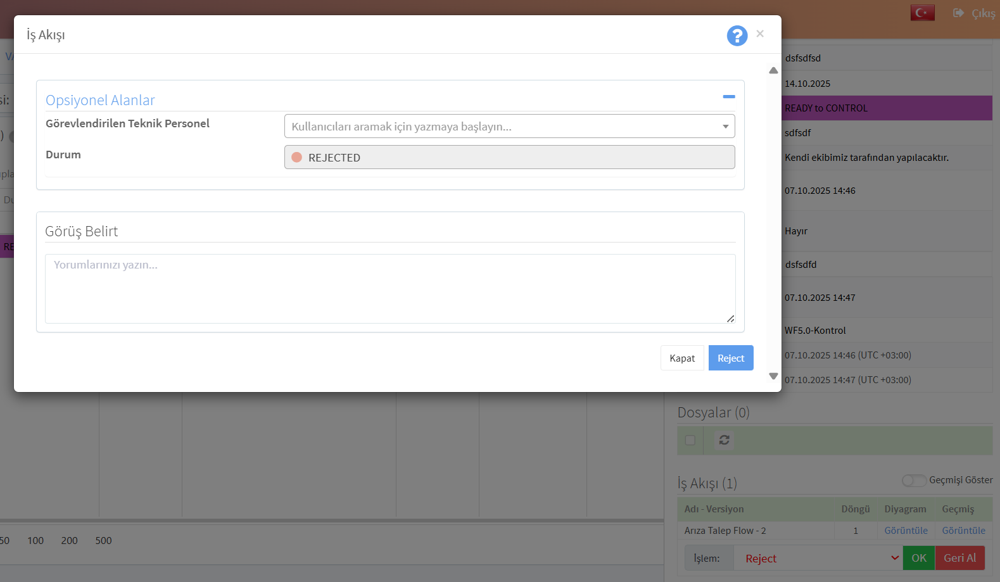 Çıkış
İş Akışı
?
×
Opsiyonel Alanlar
Görevlendirilen Teknik Personel
Kullanıcıları aramak için yazmaya başlayın...
Durum
REJECTED
Görüş Belirt
Yorumlarınızı yazın...
Kapat
Reject
dsfsdfsd
14.10.2025
READY to CONTROL
sdfsdf
Kendi ekibimiz tarafından yapılacaktır.
07.10.2025 14:46
Hayır
dsfsdfd
07.10.2025 14:47
WF5.0-Kontrol
07.10.2025 14:46 (UTC +03:00)
07.10.2025 14:47 (UTC +03:00)
Dosyalar (0)
İş Akışı (1)
Geçmişi Göster
Adı - Versiyon Döngü Diyagram Geçmiş
Arıza Talep Flow - 2 1 Görüntüle Görüntüle
İşlem: Reject OK Geri Al
50 100 200 500